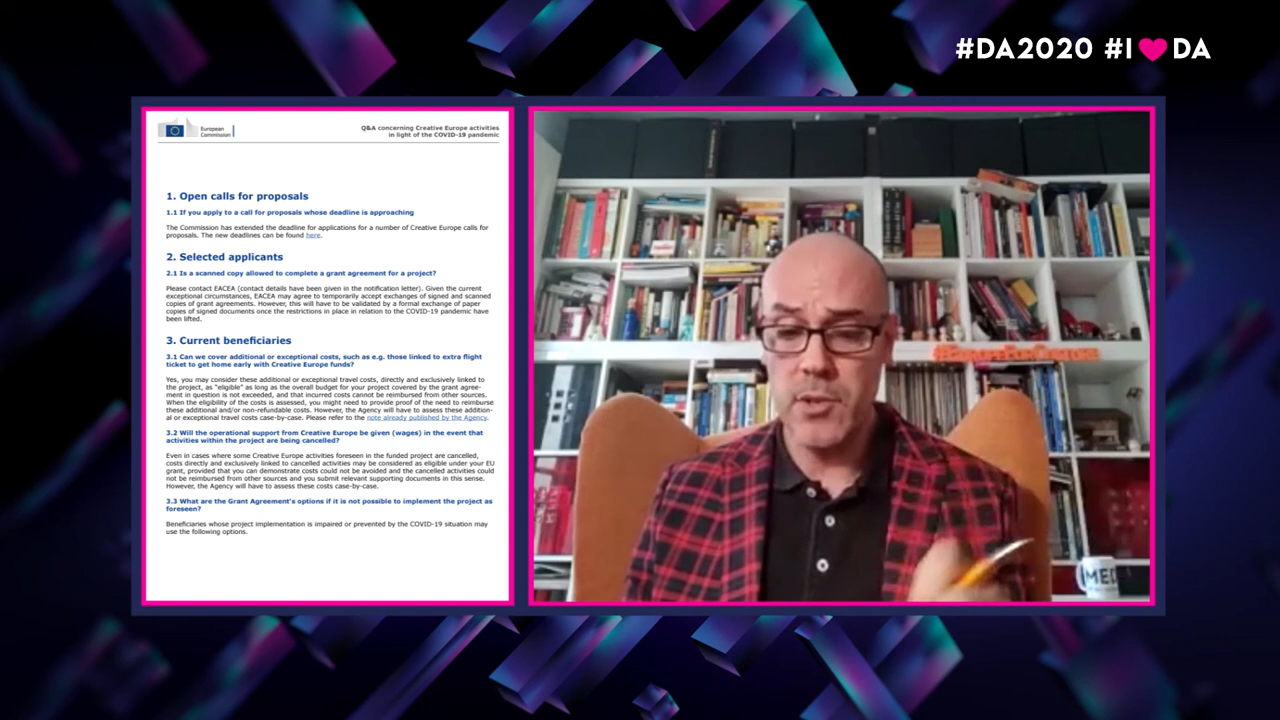 #DA2020 #I DA
European
Commission
Q&A concerning Creative Europe activities
in light of the COVID-19 pandemic
1. Open calls for proposals
1.1 If you apply to a call for proposals whose deadline is approaching
The Commission has extended the deadline for applications for a number of Creative Europe calls for
proposals. The new deadlines can be found here.
2. Selected applicants
2.1 Is a scanned copy allowed to complete a grant agreement for a project?
Please contact EACEA (contact details have been given in the notification letter). Given the current
exceptional circumstances, EACEA may agree to temporarily accept exchanges of signed and scanned
copies of grant agreements. However, this will have to be validated by a formal exchange of paper
copies of signed documents once the restrictions in place in relation to the COVID-19 pandemic have
been lifted.
3. Current beneficiaries
3.1 Can we cover additional or exceptional costs, such as e.g. those linked to extra flight
ticket to get home early with Creative Europe funds?
Yes, you may consider these additional or exceptional travel costs, directly and exclusively linked to
the project, as "eligible" as long as the overall budget for your project covered by the grant agree-
ment in question is not exceeded, and that incurred costs cannot be reimbursed from other sources.
When the eligibility of the costs is assessed, you might need to provide proof of the need to reimburse
these additional and/or non-refundable costs. However, the Agency will have to assess these addition-
al or exceptional travel costs case-by-case. Please refer to the note already published by the Agency.
3.2 Will the operational support from Creative Europe be given (wages) in the event that
activities within the project are being cancelled?
Even in cases where some Creative Europe activities foreseen in the funded project are cancelled,
costs directly and exclusively linked to cancelled activities may be considered as eligible under your EU
grant, provided that you can demonstrate costs could not be avoided and the cancelled activities could
not be reimbursed from other sources and you submit relevant supporting documents in this sense.
However, the Agency will have to assess these costs case-by-case.
3.3 What are the Grant Agreement's options if it is not possible to implement the project as
foreseen?
Beneficiaries whose project implementation is impaired or prevented by the COVID-19 situation may
use the following options.
#EUROPEFORCREATORS
MED